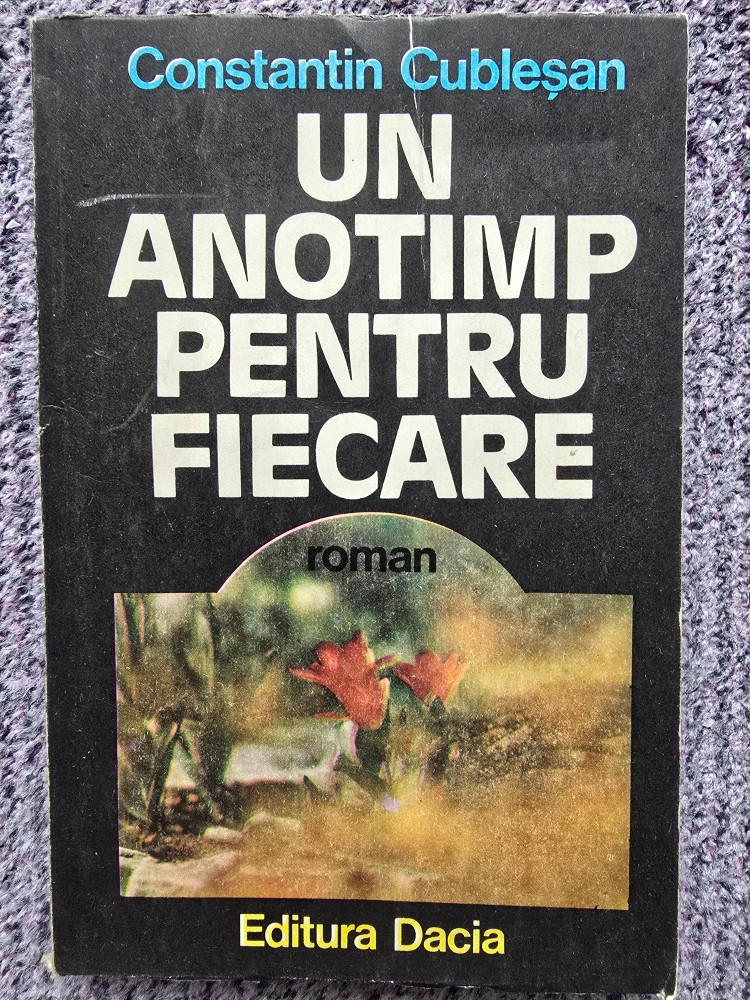 Constantin Cubleșan
UN
ANOTIMP
PENTRU
FIECARE
roman
Editura Dacia